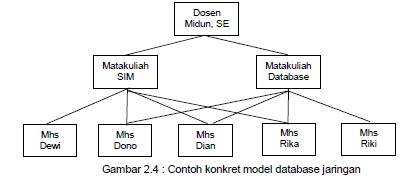 Dosen
Midun, SE
Matakuliah
SIM
Matakuliah
Database
Mhs
Dewi
Mhs
Dono
Mhs
Dian
Mhs
Rika
Mhs
Riki
Gambar 2.4 : Contoh konkret model database jaringan